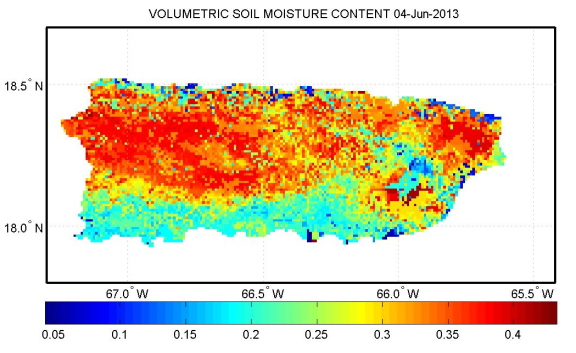 VOLUMETRIC SOIL MOISTURE CONTENT 04-Jun-2013
18.5° N
18.0° N
67.0° W 66.5° W 66.0° W 65.5° W
0.05 0.1 0.15 0.2 0.25 0.3 0.35 0.4